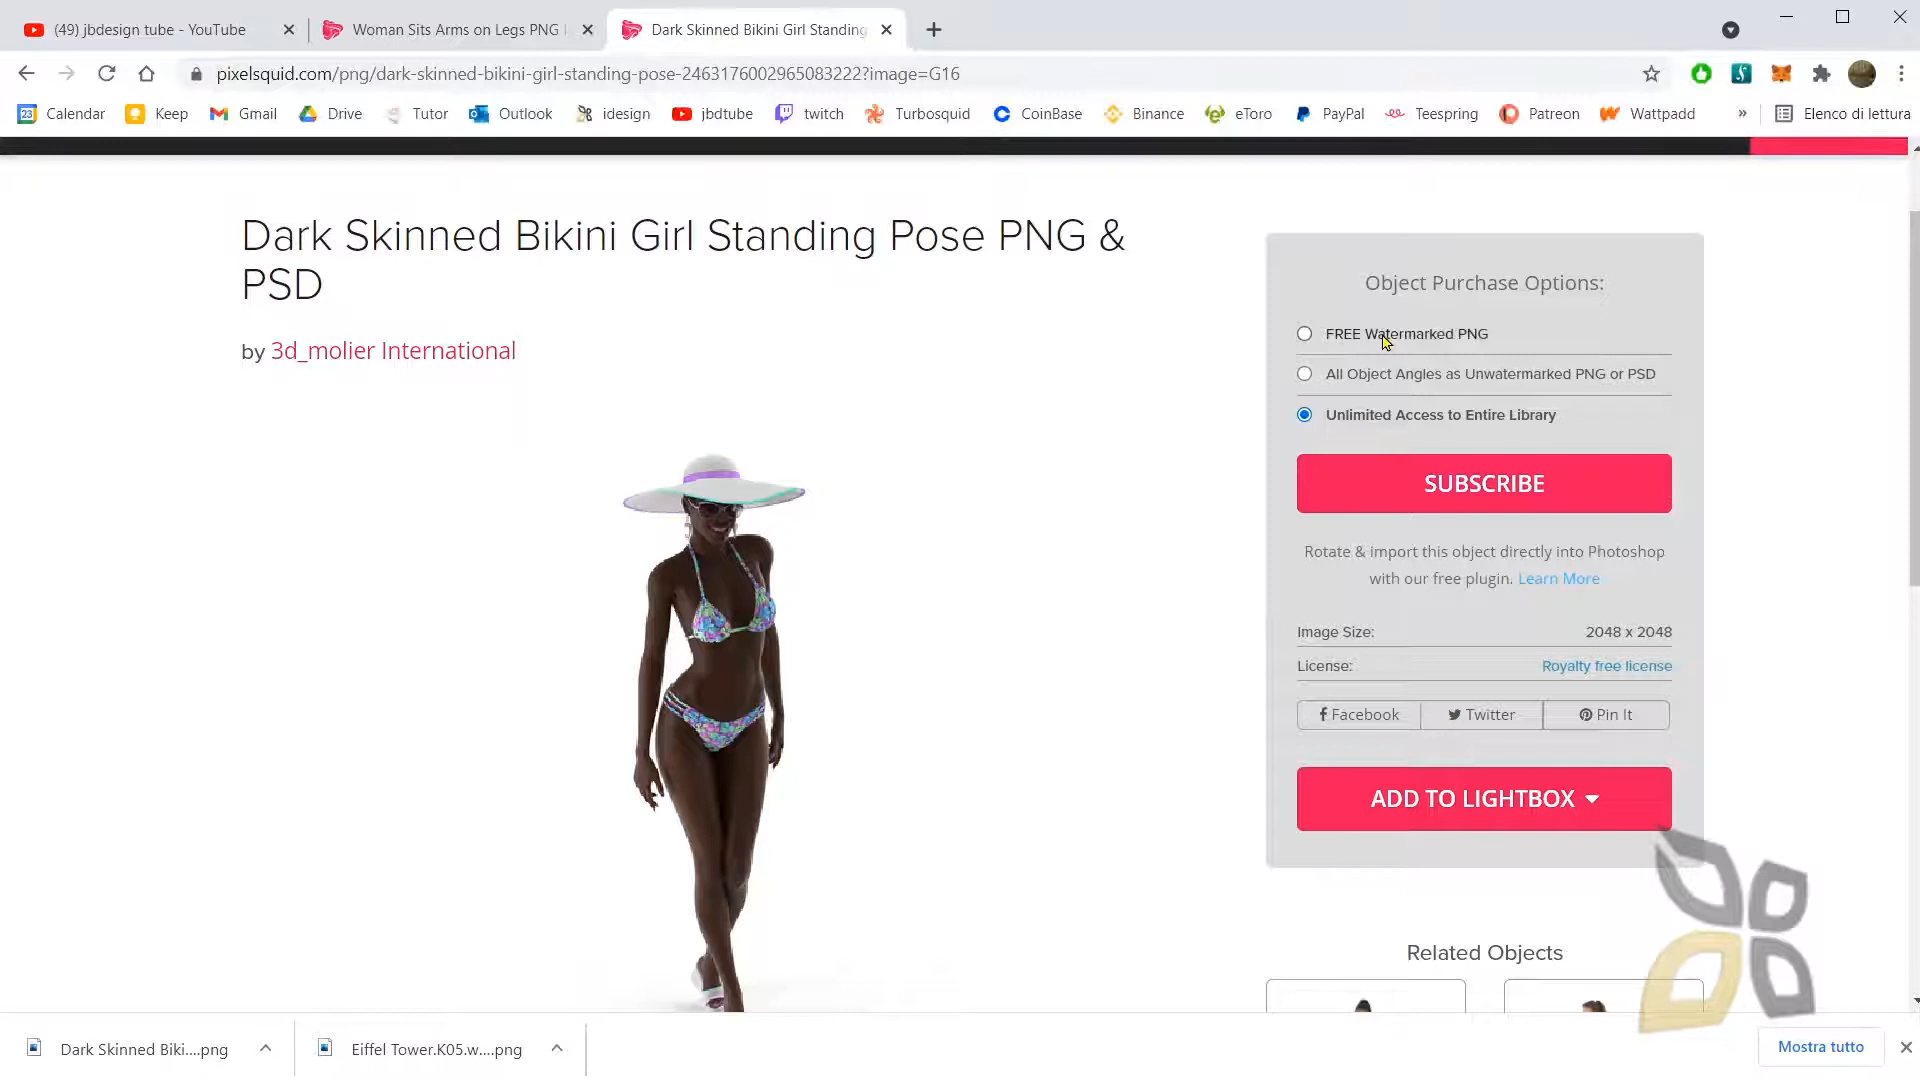 (49) jbdesign tube - YouTube
Woman Sits Arms on Legs PNG
Dark Skinned Bikini Girl Standing
pixelsquid.com/png/dark-skinned-bikini-girl-standing-pose-2463176002965083222?image=G16
23 Calendar
Keep
Gmail
Drive
Tutor
Outlook
idesign
jbdtube
twitch
Turbosquid
CoinBase
Binance
eToro
PayPal
Teespring
Patreon
Wattpadd
»
Elenco di lettura
Dark Skinned Bikini Girl Standing Pose PNG &
PSD
by 3d_molier International
Object Purchase Options:
FREE Watermarked PNG
All Object Angles as Unwatermarked PNG or PSD
Unlimited Access to Entire Library
SUBSCRIBE
Rotate & import this object directly into Photoshop
with our free plugin. Learn More
Image Size: 2048 x 2048
License: Royalty free license
Facebook
Twitter
Pin It
ADD TO LIGHTBOX
Related Objects
Dark Skinned Biki....png
Eiffel Tower.K05.w....png
Mostra tutto